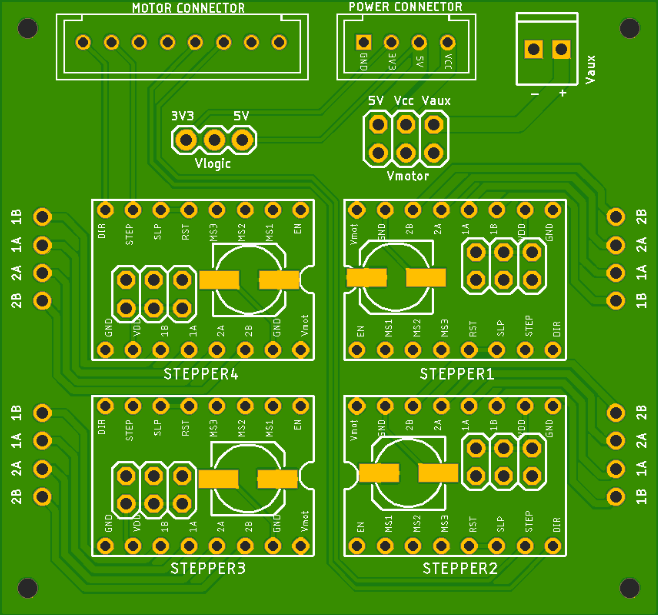 MOTOR CONNECTOR
POWER CONNECTOR
GND
3V3
5V
VCC
Vaux
- +
3V3 5V
Vlogic
5V Vcc Vaux
Vmotor
1B
1A
2A
2B
DIR STEP SLP RST MS3 MS2 MS1 EN
GND VDD 1B 1A 2A 2B GND Vmot
STEPPER4
Vmot GND 2B 2A 1A 1B VDD GND
EN MS1 MS2 MS3 RST SLP STEP DIR
STEPPER1
2B
2A
1A
1B
1B
1A
2A
2B
DIR STEP SLP RST MS3 MS2 MS1 EN
GND VDD 1B 1A 2A 2B GND Vmot
STEPPER3
Vmot GND 2B 2A 1A 1B VDD GND
EN MS1 MS2 MS3 RST SLP STEP DIR
STEPPER2
2B
2A
1A
1B